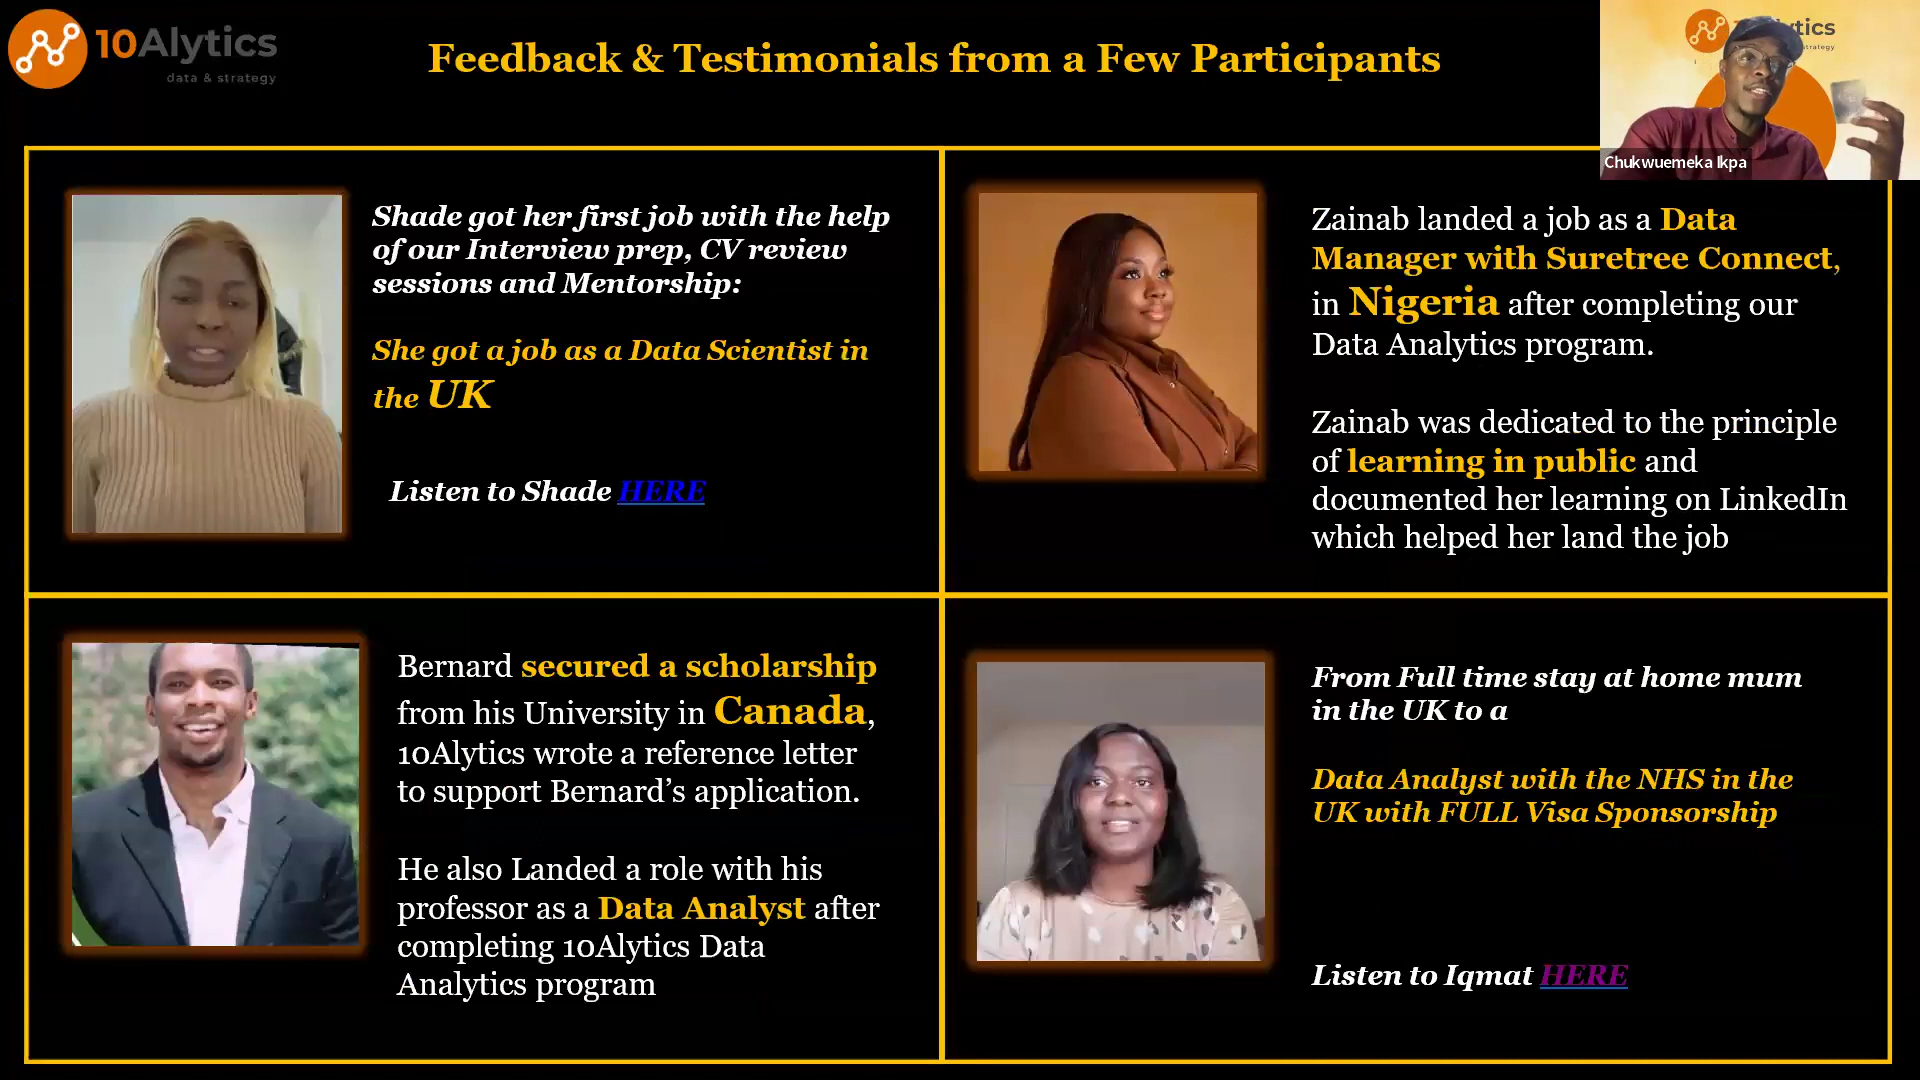 10Alytics
data & strategy
Feedback & Testimonials from a Few Participants
Chukwuemeka Ikpa
Shade got her first job with the help
of our Interview prep, CV review
sessions and Mentorship:
She got a job as a Data Scientist in
the UK
Listen to Shade HERE
Zainab landed a job as a Data
Manager with Suretree Connect,
in Nigeria after completing our
Data Analytics program.
Zainab was dedicated to the principle
of learning in public and
documented her learning on LinkedIn
which helped her land the job
Bernard secured a scholarship
from his University in Canada,
10Alytics wrote a reference letter
to support Bernard's application.
He also Landed a role with his
professor as a Data Analyst after
completing 10Alytics Data
Analytics program
From Full time stay at home mum
in the UK to a
Data Analyst with the NHS in the
UK with FULL Visa Sponsorship
Listen to Iqmat HERE